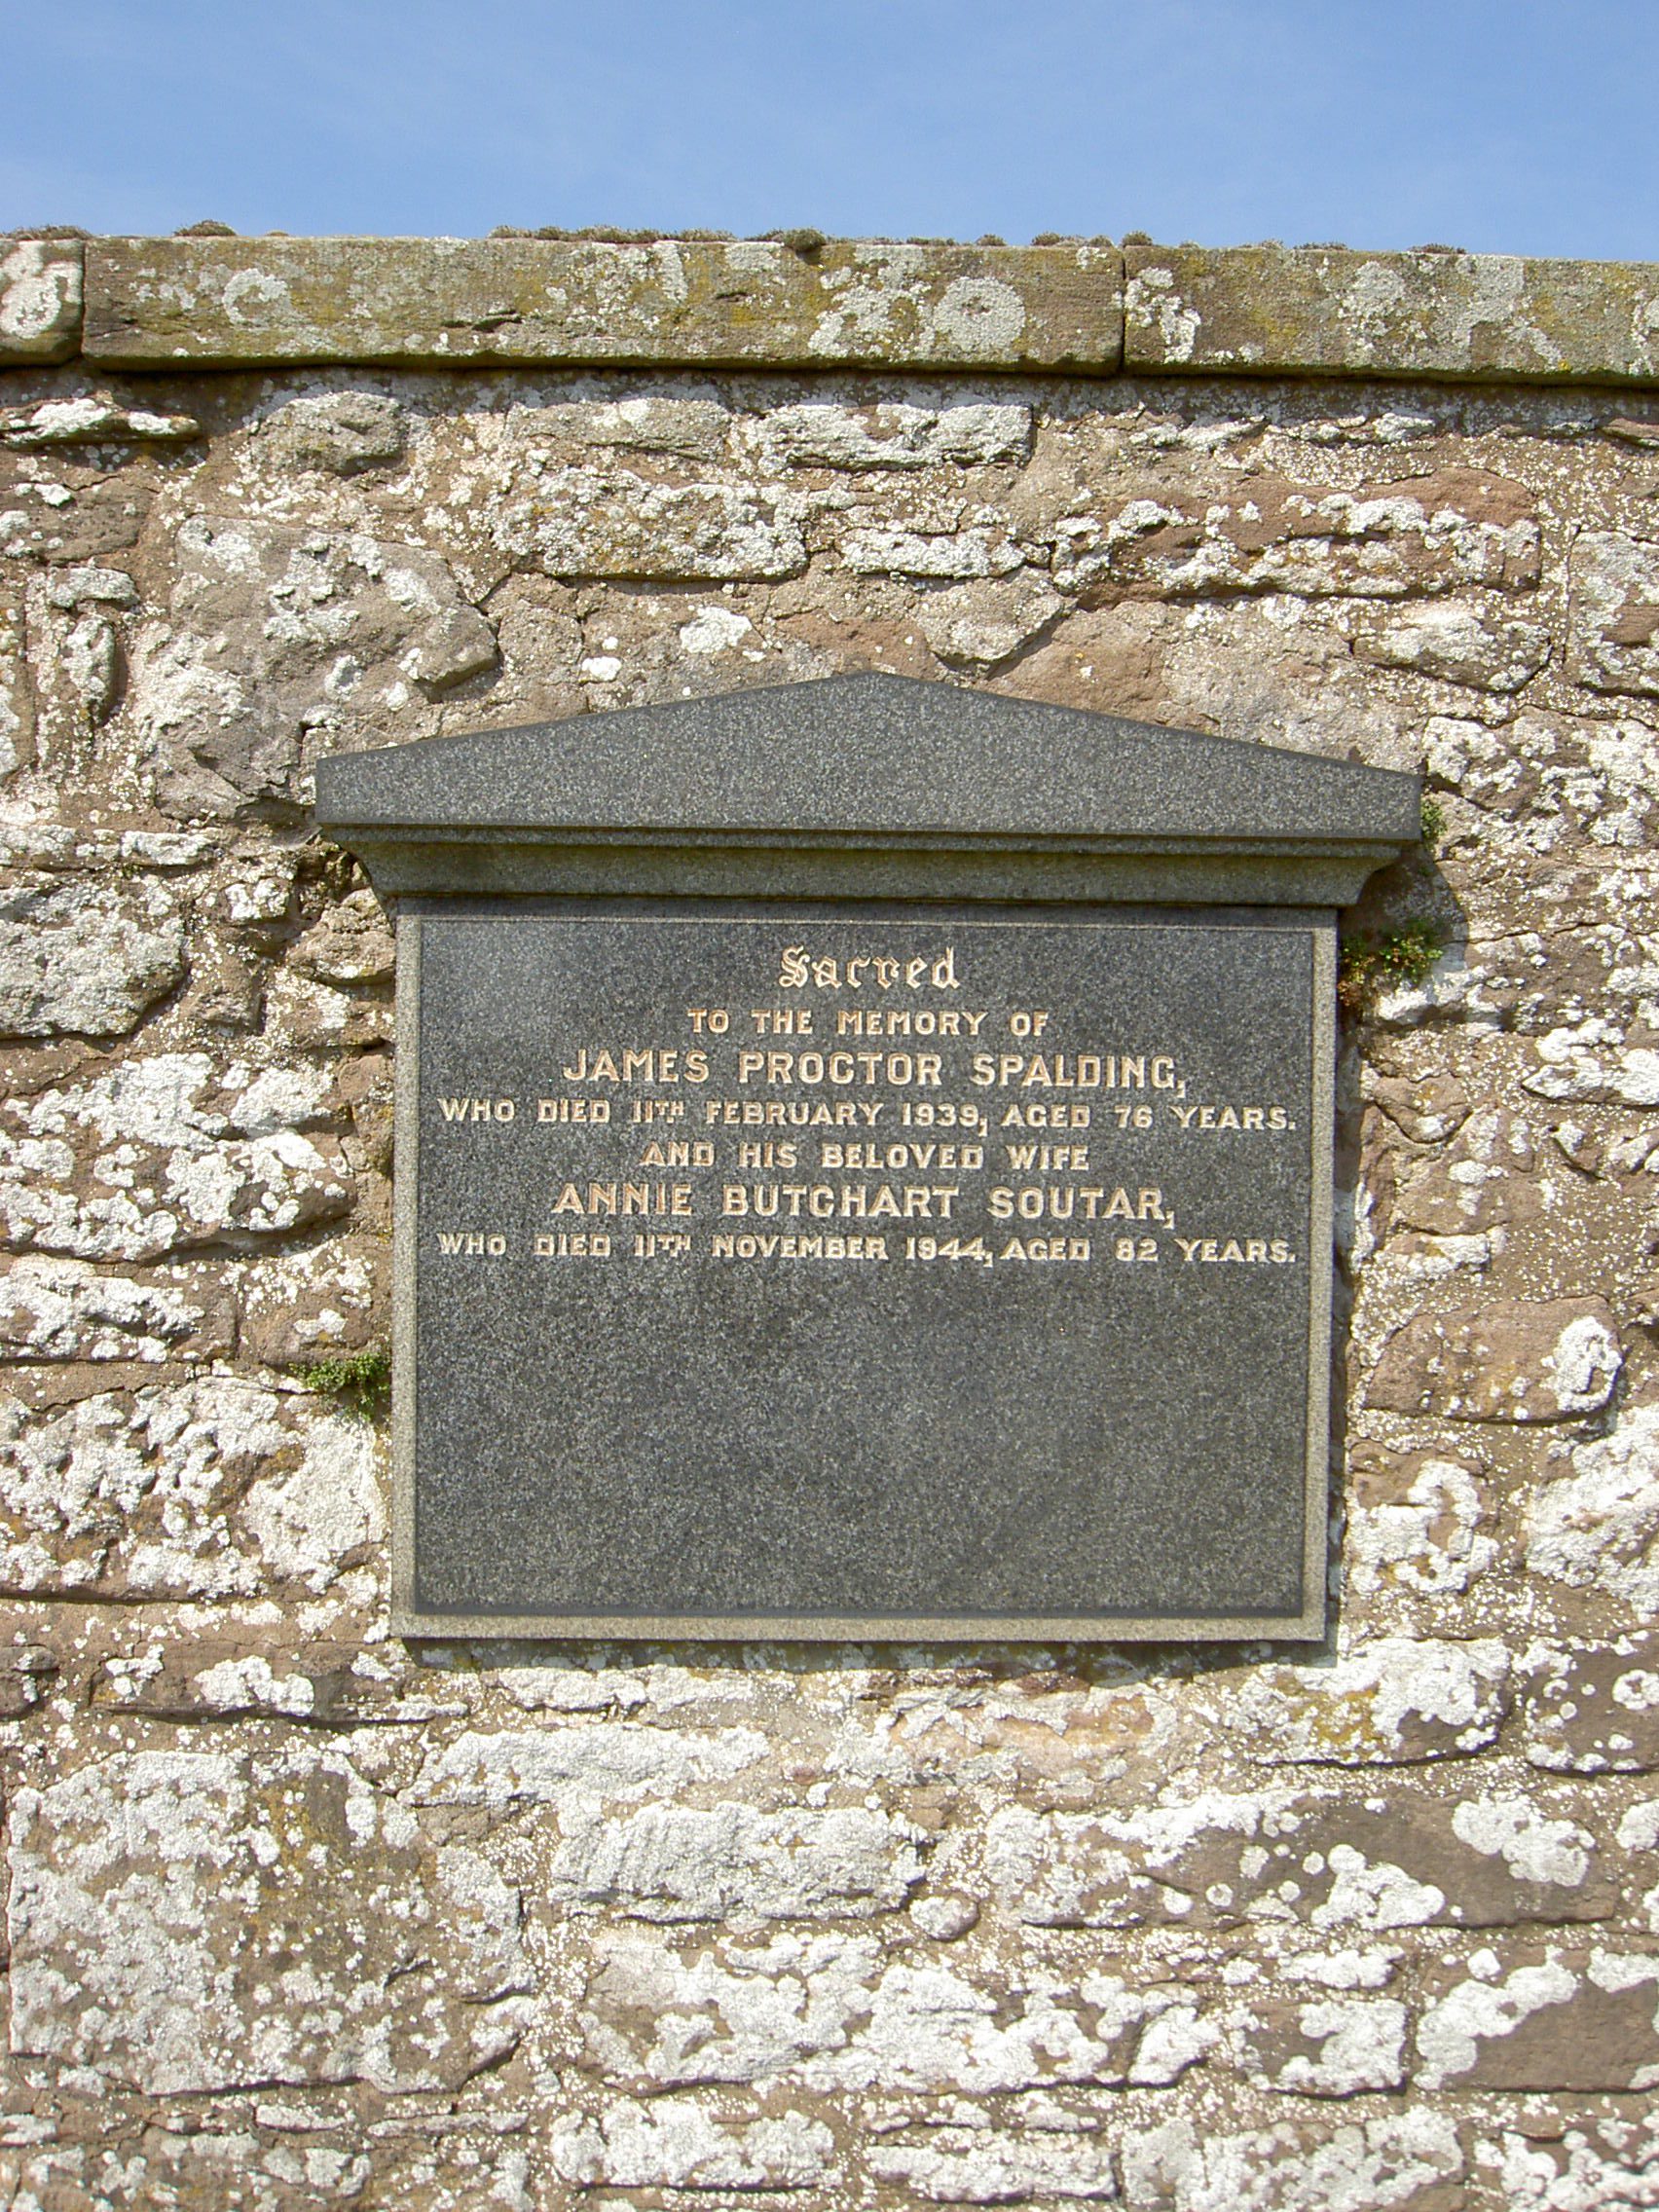 Sacred
TO THE MEMORY OF
JAMES PROCTOR SPALDING,
WHO DIED 11TH FEBRUARY 1939, AGED 76 YEARS.
AND HIS BELOVED WIFE
ANNIE BUTCHART SOUTAR,
WHO DIED 11TH NOVEMBER 1944, AGED 82 YEARS.